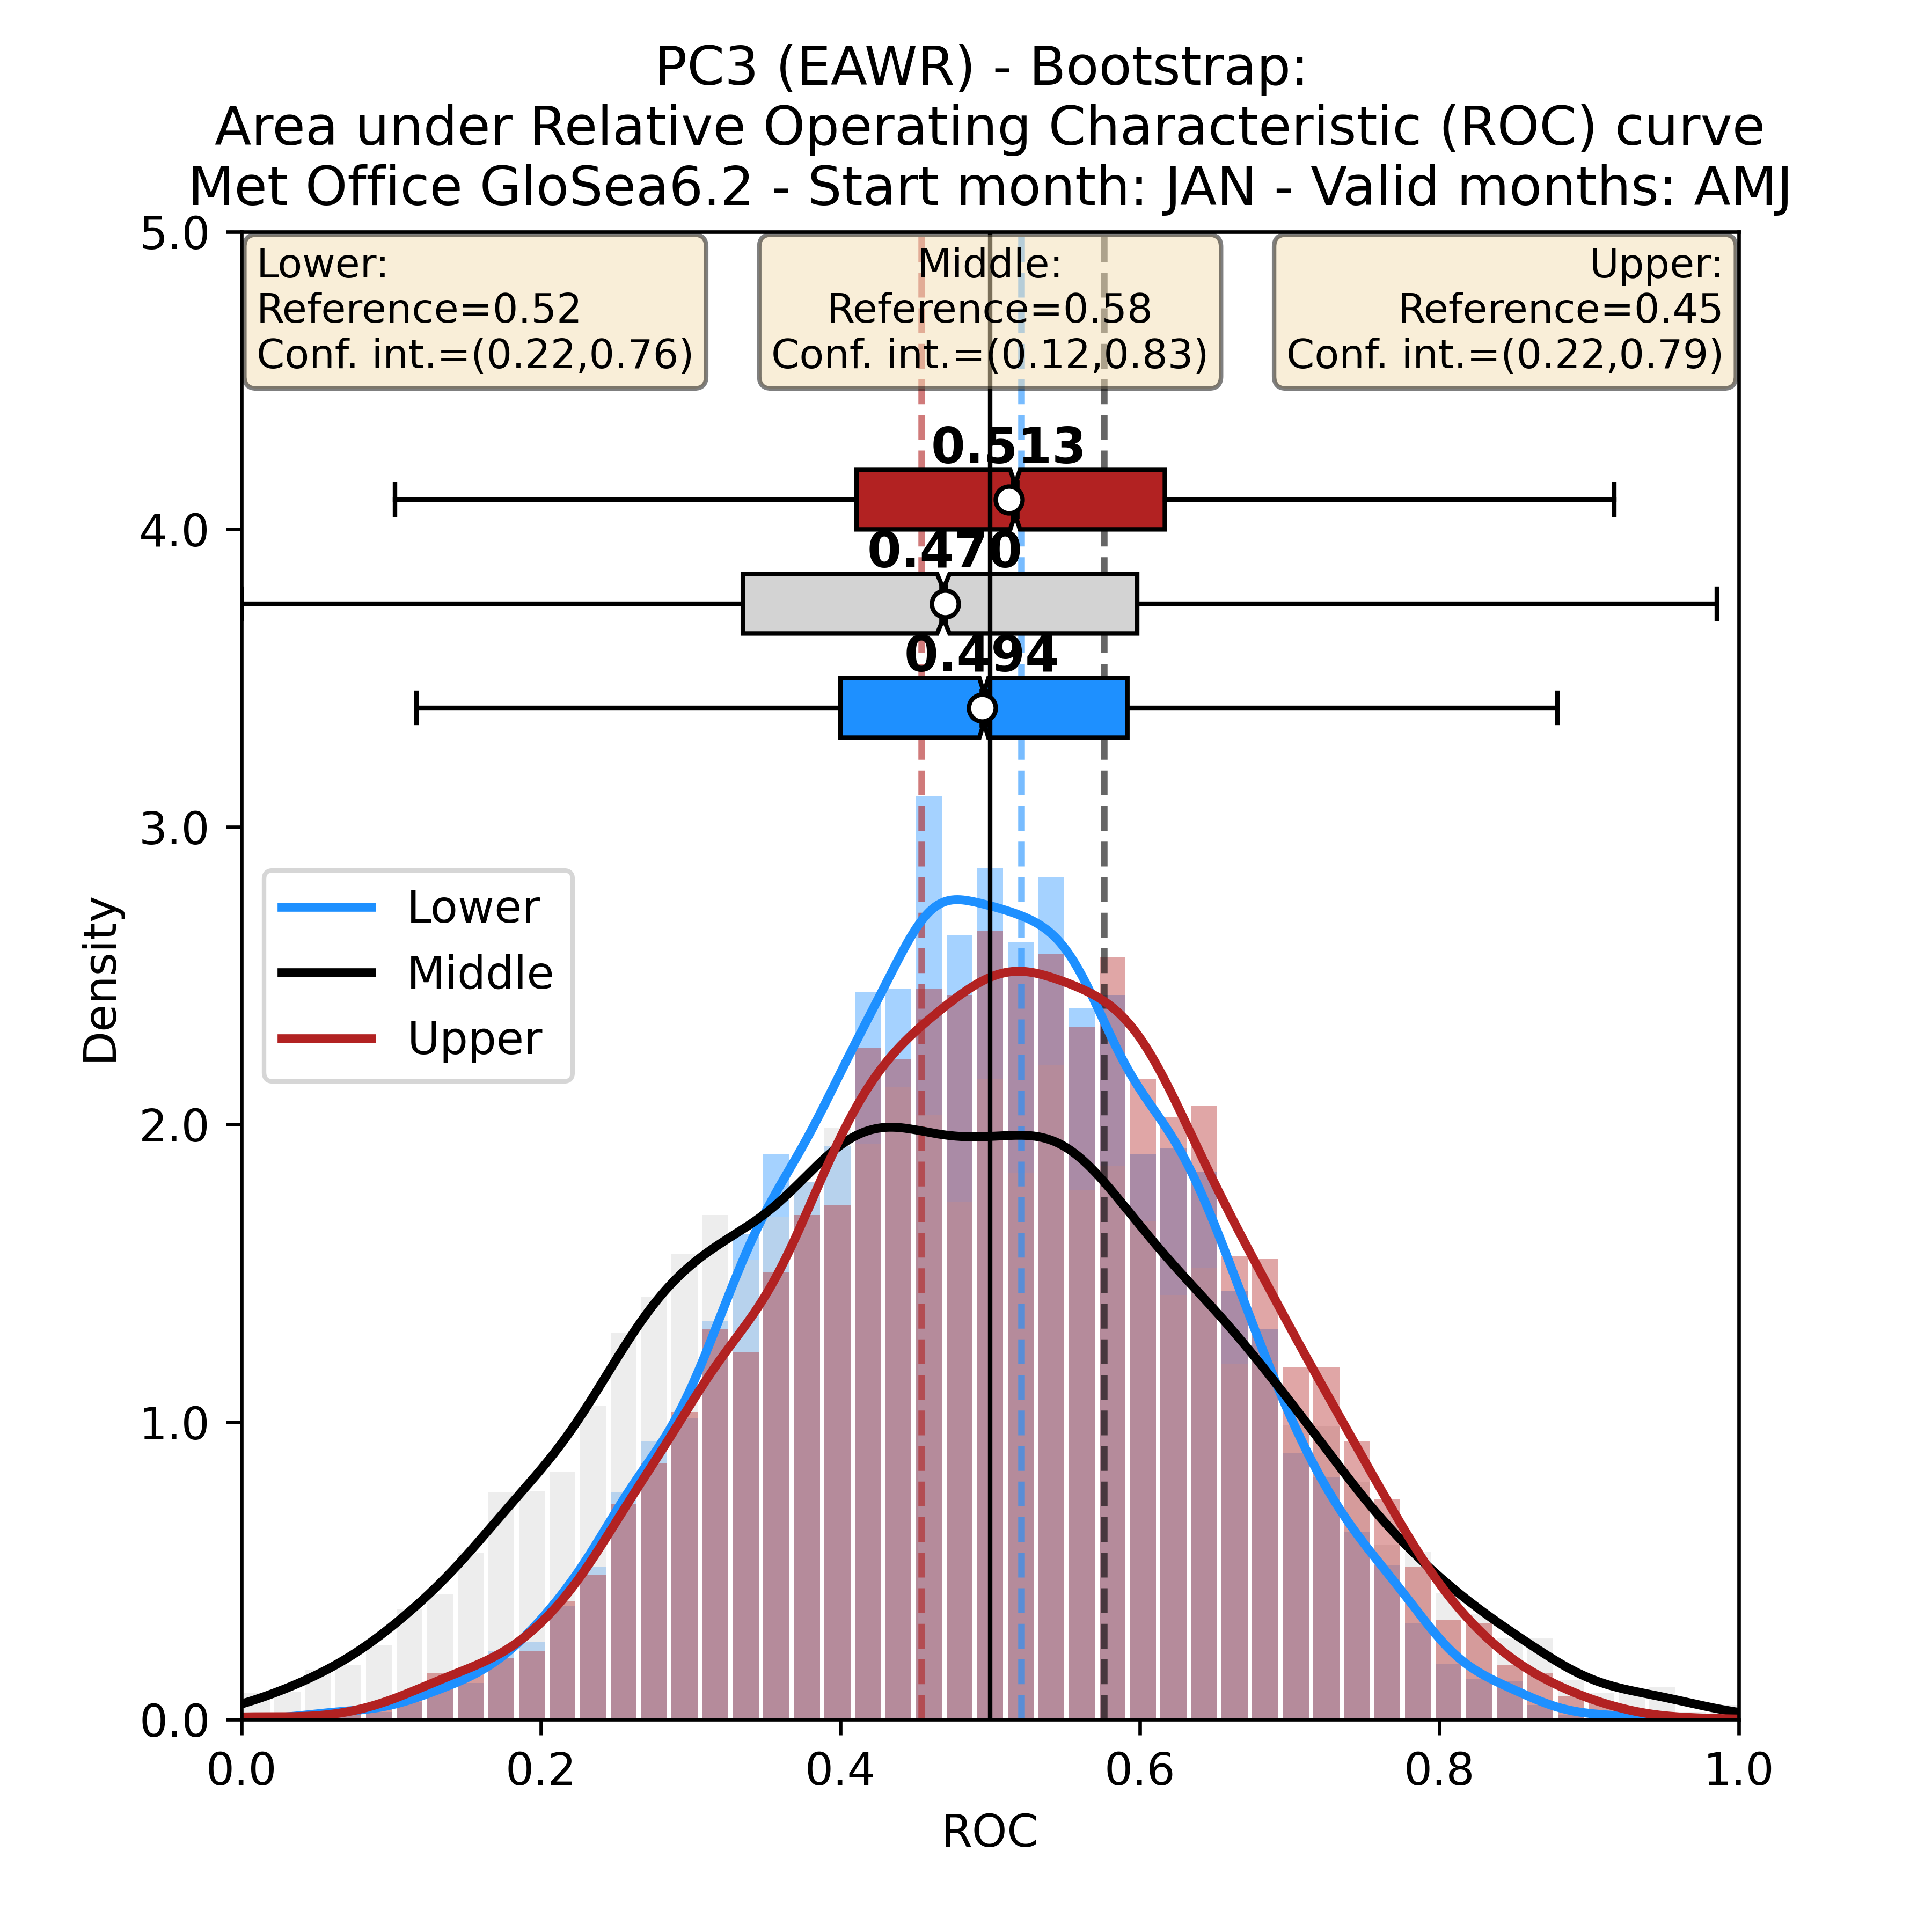 PC3 (EAWR) - Bootstrap:
Area under Relative Operating Characteristic (ROC) curve
Met Office GloSea6.2 - Start month: JAN - Valid months: AMJ
Lower:
Reference=0.52
Conf. int.=(0.22,0.76)
Middle:
Reference=0.58
Conf. int.=(0.12,0.83)
Upper:
Reference=0.45
Conf. int.=(0.22,0.79)
0.513
0.470
0.494
5.0
4.0
3.0
2.0
1.0
0.0
Density
Lower
Middle
Upper
0.0
0.2
0.4
0.6
0.8
1.0
ROC